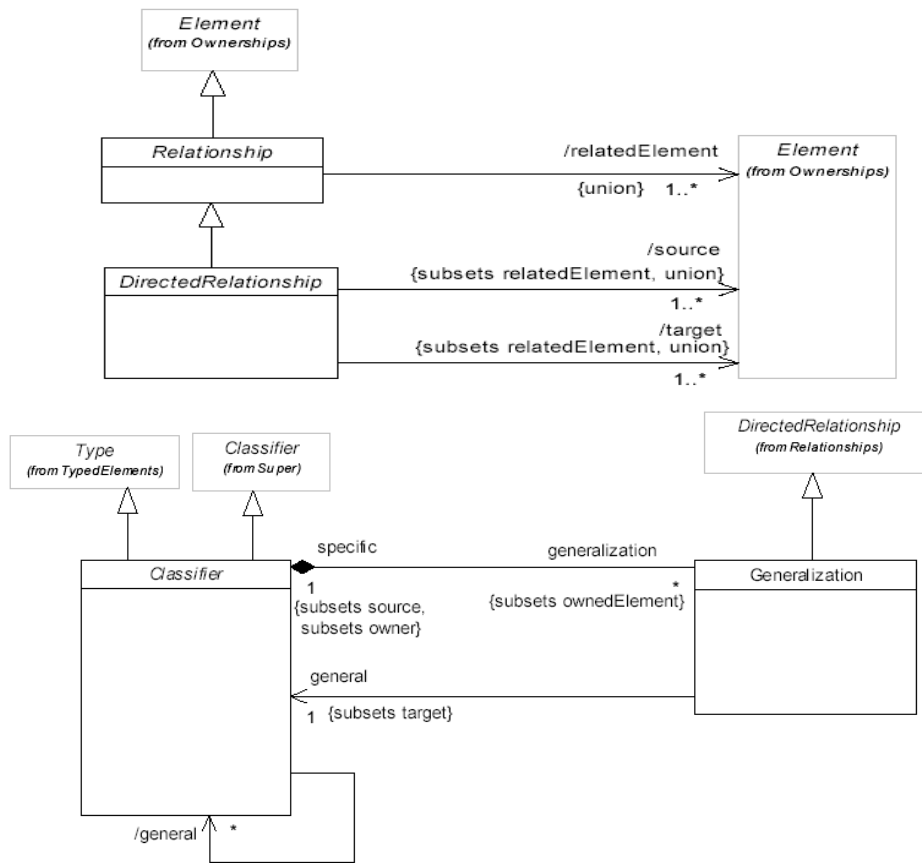 Element
(from Ownerships)
Relationship
/relatedElement
{union} 1..*
Element
(from Ownerships)
DirectedRelationship
/source
{subsets relatedElement, union}
1..*
/target
{subsets relatedElement, union}
1..*
Type
(from TypedElements)
Classifier
(from Super)
DirectedRelationship
(from Relationships)
Classifier
specific
generalization
1
*
{subsets source,
subsets owner}
{subsets ownedElement}
Generalization
general
1 {subsets target}
/general *